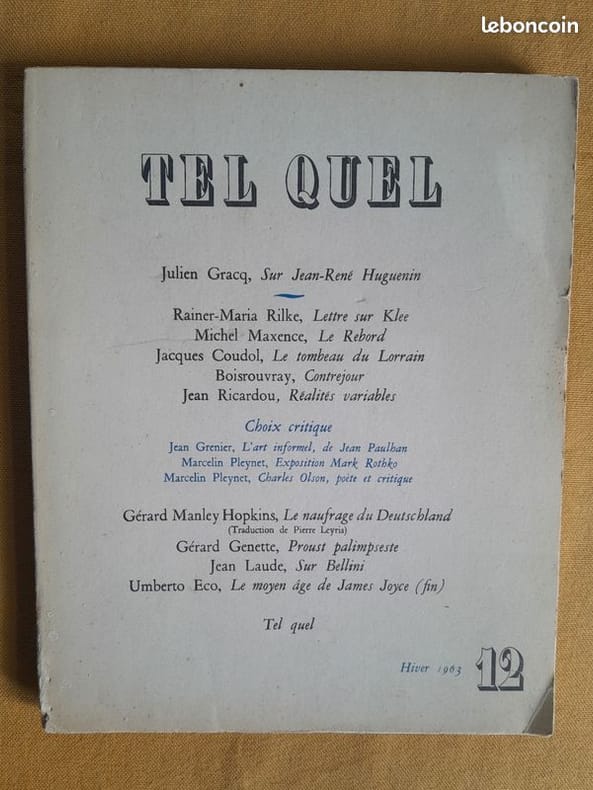 leboncoin
TEL QUEL
Julien Gracq, Sur Jean-René Huguenin
Rainer-Maria Rilke, Lettre sur Klee
Michel Maxence, Le Rebord
Jacques Coudol, Le tombeau du Lorrain
Boisrouvray, Contrejour
Jean Ricardou, Réalités variables
Choix critique
Jean Grenier, L'art informel, de Jean Paulhan
Marcelin Pleynet, Exposition Mark Rothko
Marcelin Pleynet, Charles Olson, poète et critique
Gérard Manley Hopkins, Le naufrage du Deutschland
(Traduction de Pierre Leyris)
Gérard Genette, Proust palimpseste
Jean Laude, Sur Bellini
Umberto Eco, Le moyen âge de James Joyce (fin)
Tel quel
Hiver 1963 12